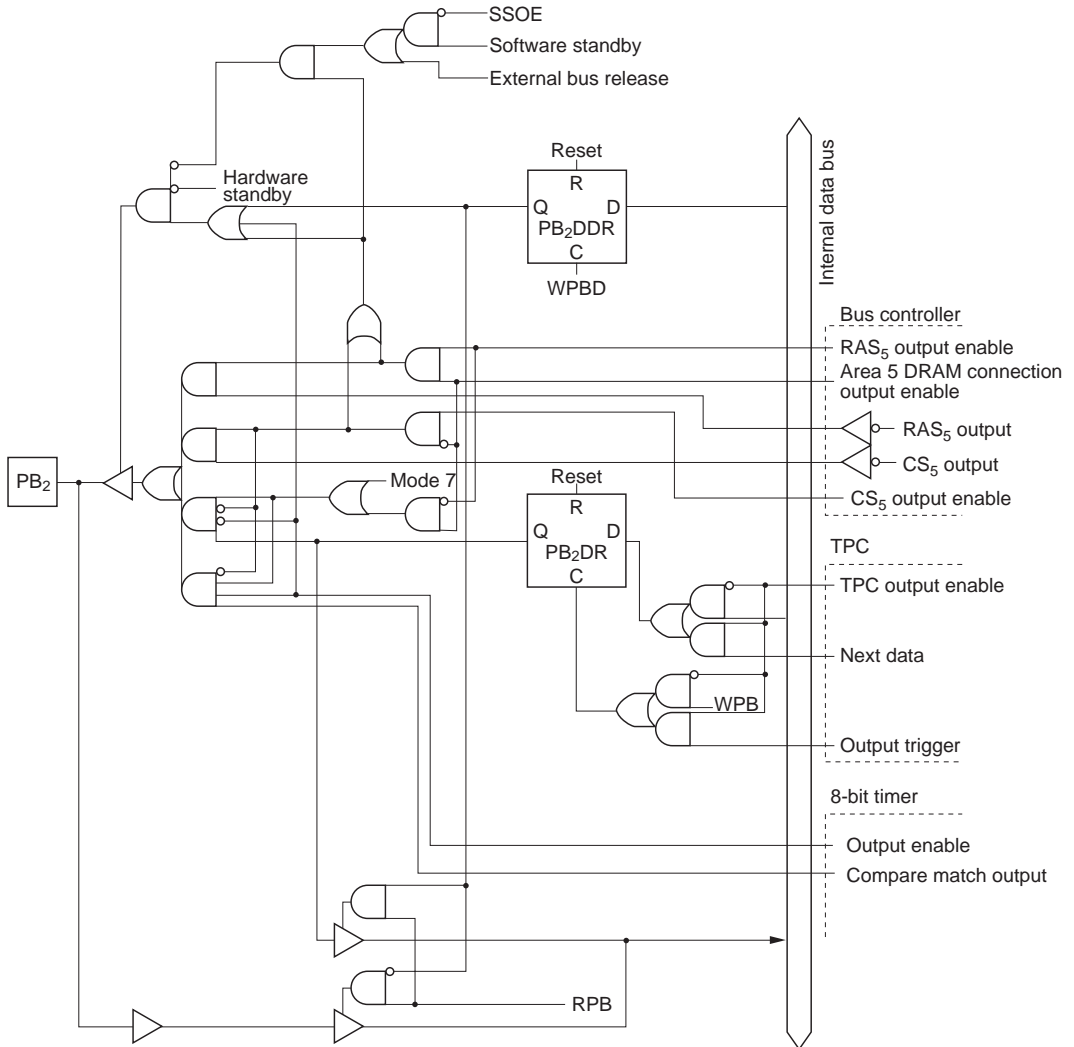 SSOE
Software standby
External bus release
Hardware
standby
Reset
R
Q D
PB₂DDR
C
WPBD
Internal data bus
Bus controller
RAS₅ output enable
Area 5 DRAM connection
output enable
RAS₅ output
CS₅ output
CS₅ output enable
PB₂
Mode 7
Reset
R
Q D
PB₂DR
C
TPC
TPC output enable
Next data
WPB
Output trigger
8-bit timer
Output enable
Compare match output
RPB